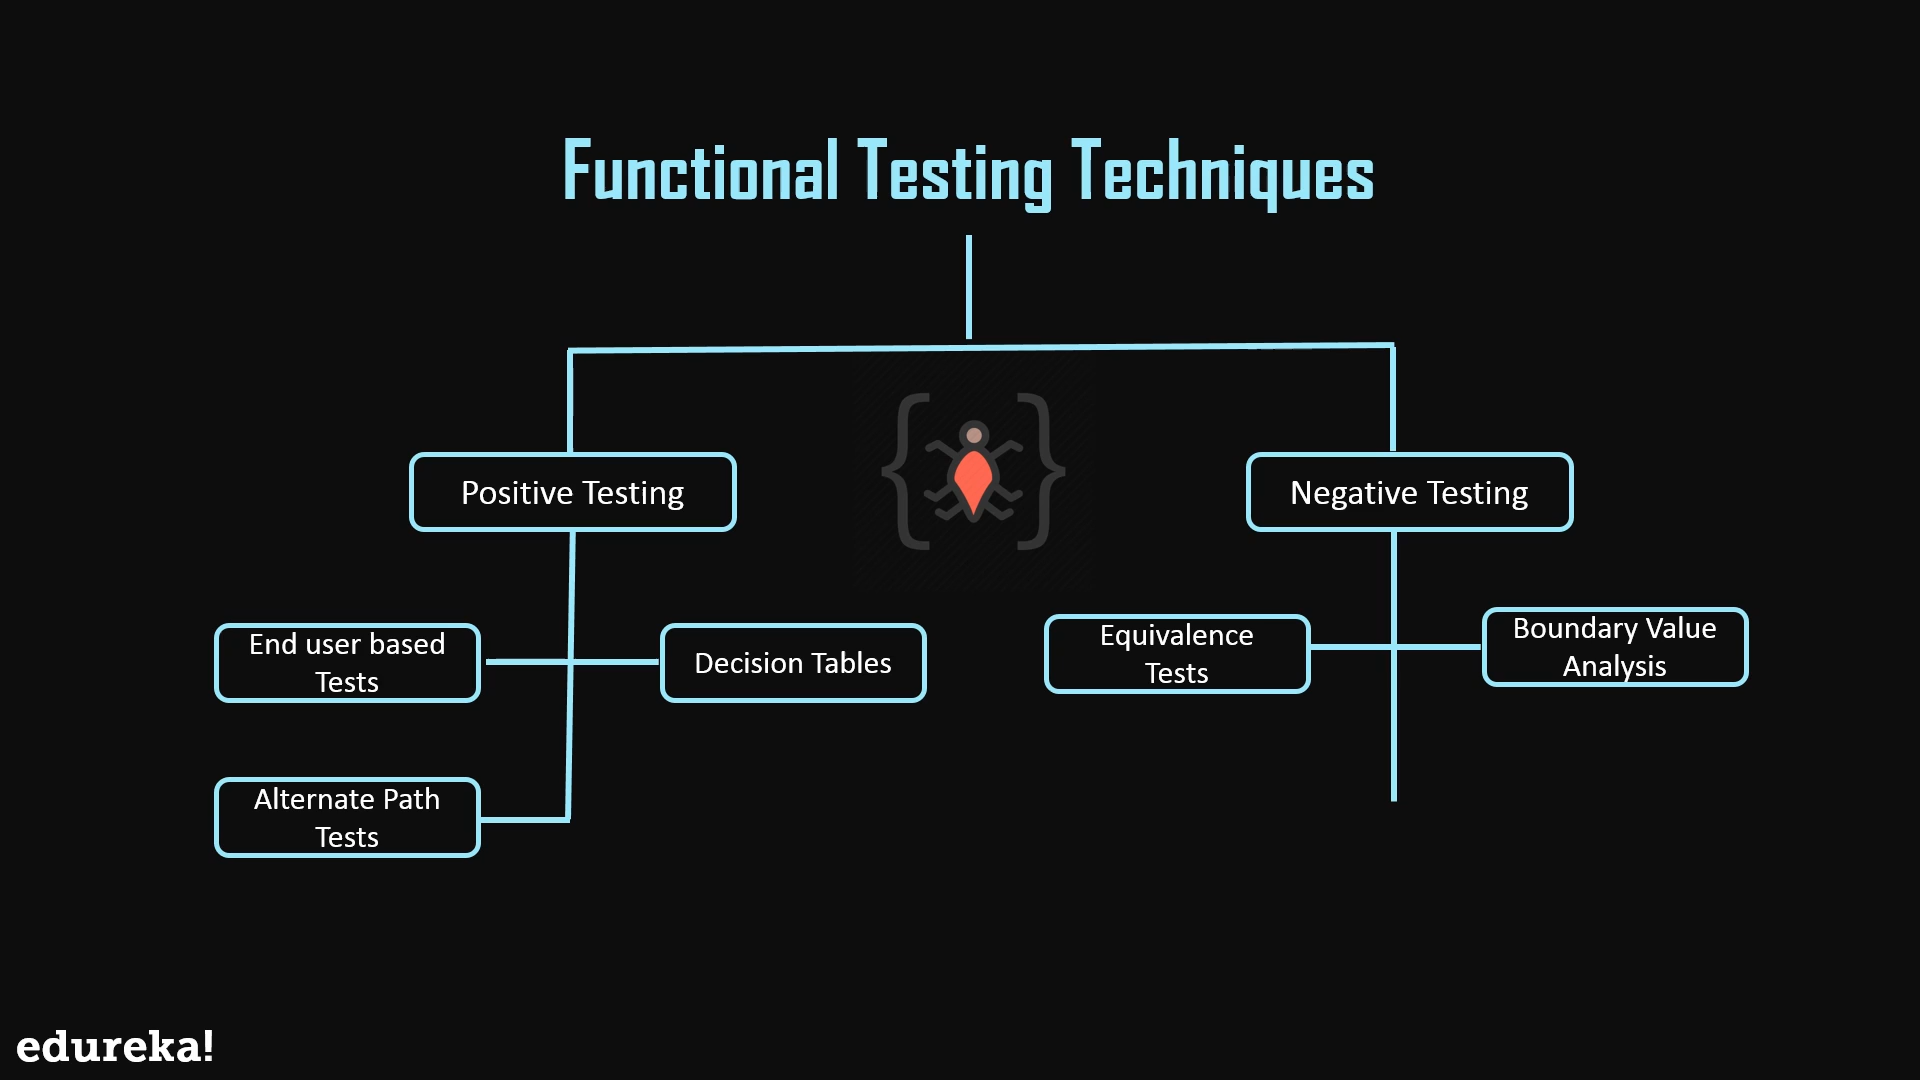 Functional Testing Techniques
Positive Testing
Negative Testing
End user based
Tests
Decision Tables
Equivalence
Tests
Boundary Value
Analysis
Alternate Path
Tests
edureka!